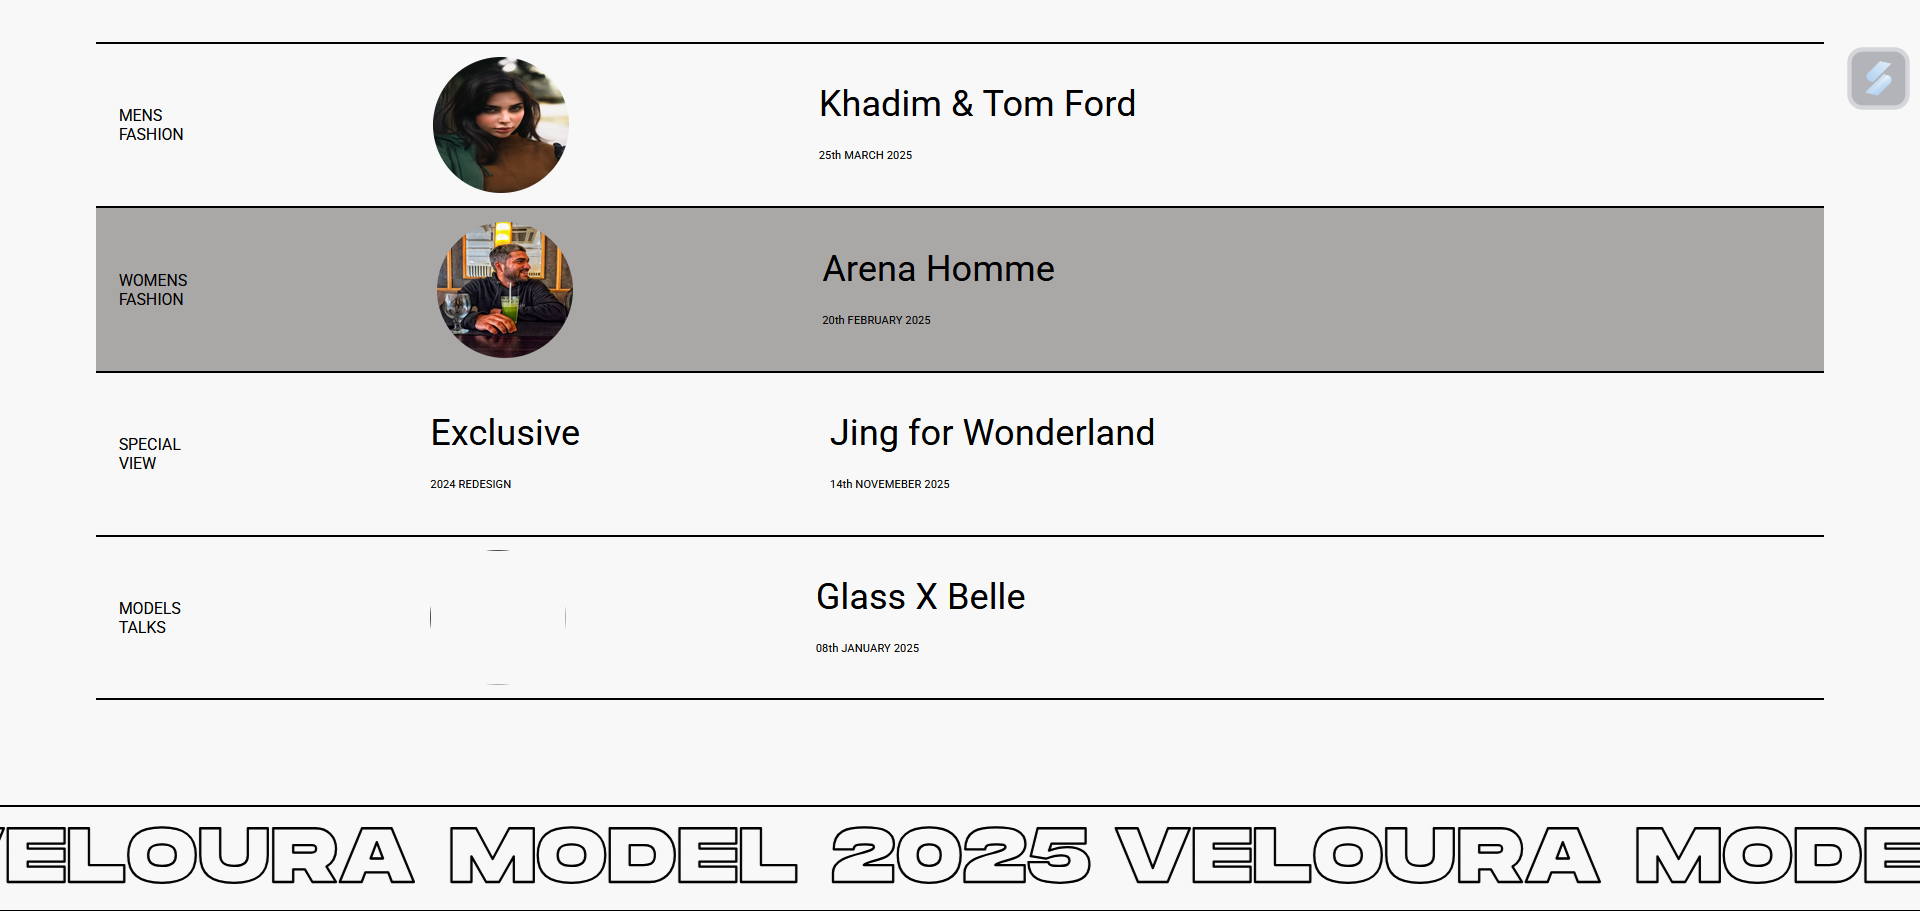 MENS
FASHION
Khadim & Tom Ford
25th MARCH 2025
WOMENS
FASHION
Arena Homme
20th FEBRUARY 2025
SPECIAL
VIEW
Exclusive
2024 REDESIGN
Jing for Wonderland
14th NOVEMEBER 2025
MODELS
TALKS
Glass X Belle
08th JANUARY 2025
VELOURA MODEL 2025 VELOURA MODE